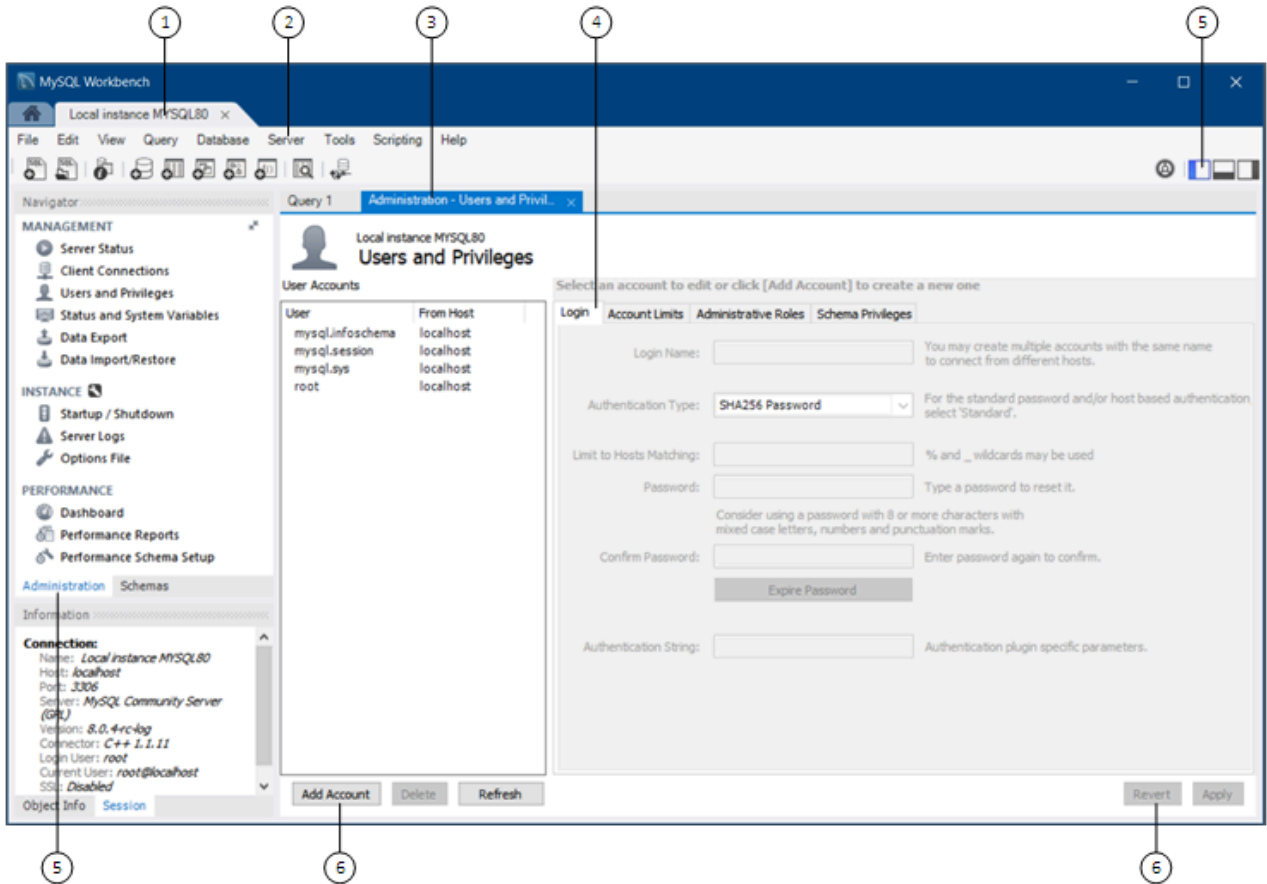 1 2 3 4 5
MySQL Workbench
Local instance MYSQL80
File Edit View Query Database Server Tools Scripting Help
Navigator
MANAGEMENT
Server Status
Client Connections
Users and Privileges
Status and System Variables
Data Export
Data Import/Restore
INSTANCE
Startup / Shutdown
Server Logs
Options File
PERFORMANCE
Dashboard
Performance Reports
Performance Schema Setup
Administration Schemas
Information
Connection:
Name: Local instance MYSQL80
Host: localhost
Port: 3306
Server: MySQL Community Server
(GPL)
Version: 8.0.4-rc-log
Connector: C++ 1.1.11
Login User: root
Current User: root@localhost
SSL: Disabled
Object Info Session
Query 1 Administration - Users and Privil...
Local instance MYSQL80
Users and Privileges
User Accounts
User From Host
mysql.infoschema localhost
mysql.session localhost
mysql.sys localhost
root localhost
Add Account Delete Refresh
Select an account to edit or click [Add Account] to create a new one
Login Account Limits Administrative Roles Schema Privileges
Login Name: You may create multiple accounts with the same name
to connect from different hosts.
Authentication Type: SHA256 Password For the standard password and/or host based authentication,
select 'Standard'.
Limit to Hosts Matching: % and _ wildcards may be used
Password: Type a password to reset it.
Consider using a password with 8 or more characters with
mixed case letters, numbers and punctuation marks.
Confirm Password: Enter password again to confirm.
Expire Password
Authentication String: Authentication plugin specific parameters.
Revert Apply
5 6 6